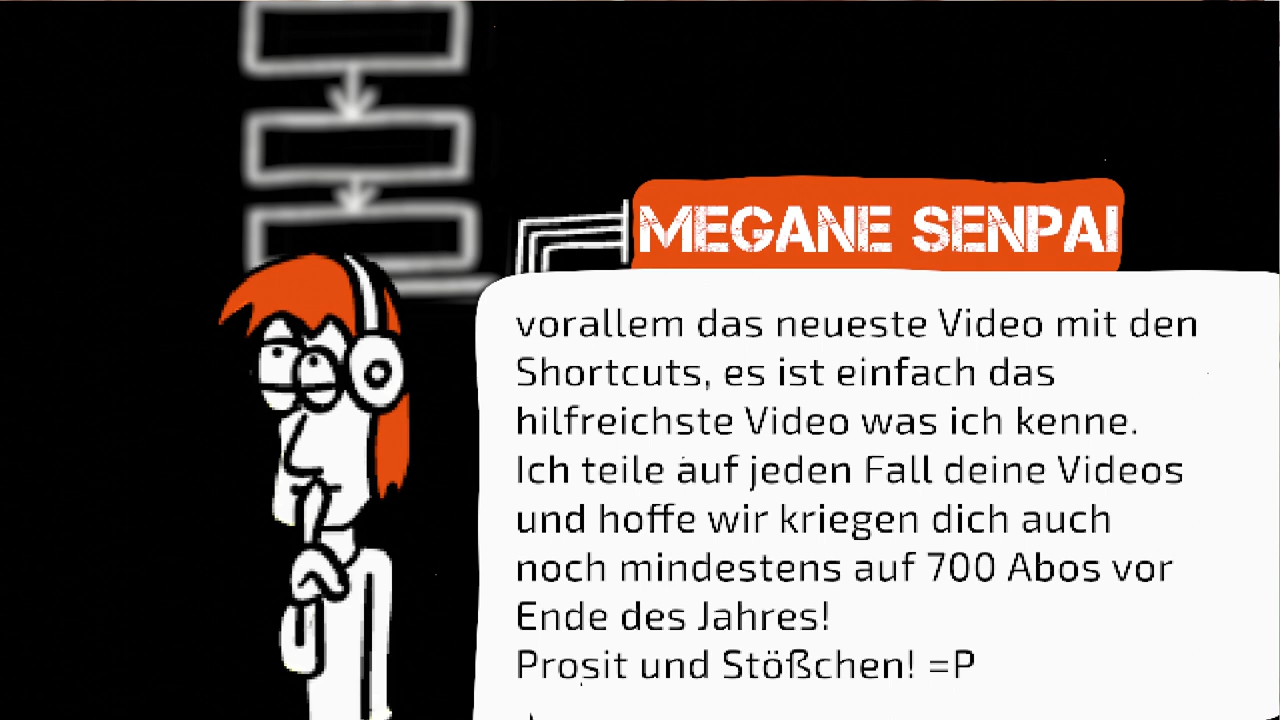 MEGANE SENPAI
vorallem das neueste Video mit den
Shortcuts, es ist einfach das
hilfreichste Video was ich kenne.
Ich teile auf jeden Fall deine Videos
und hoffe wir kriegen dich auch
noch mindestens auf 700 Abos vor
Ende des Jahres!
Prosit und Stößchen! =P